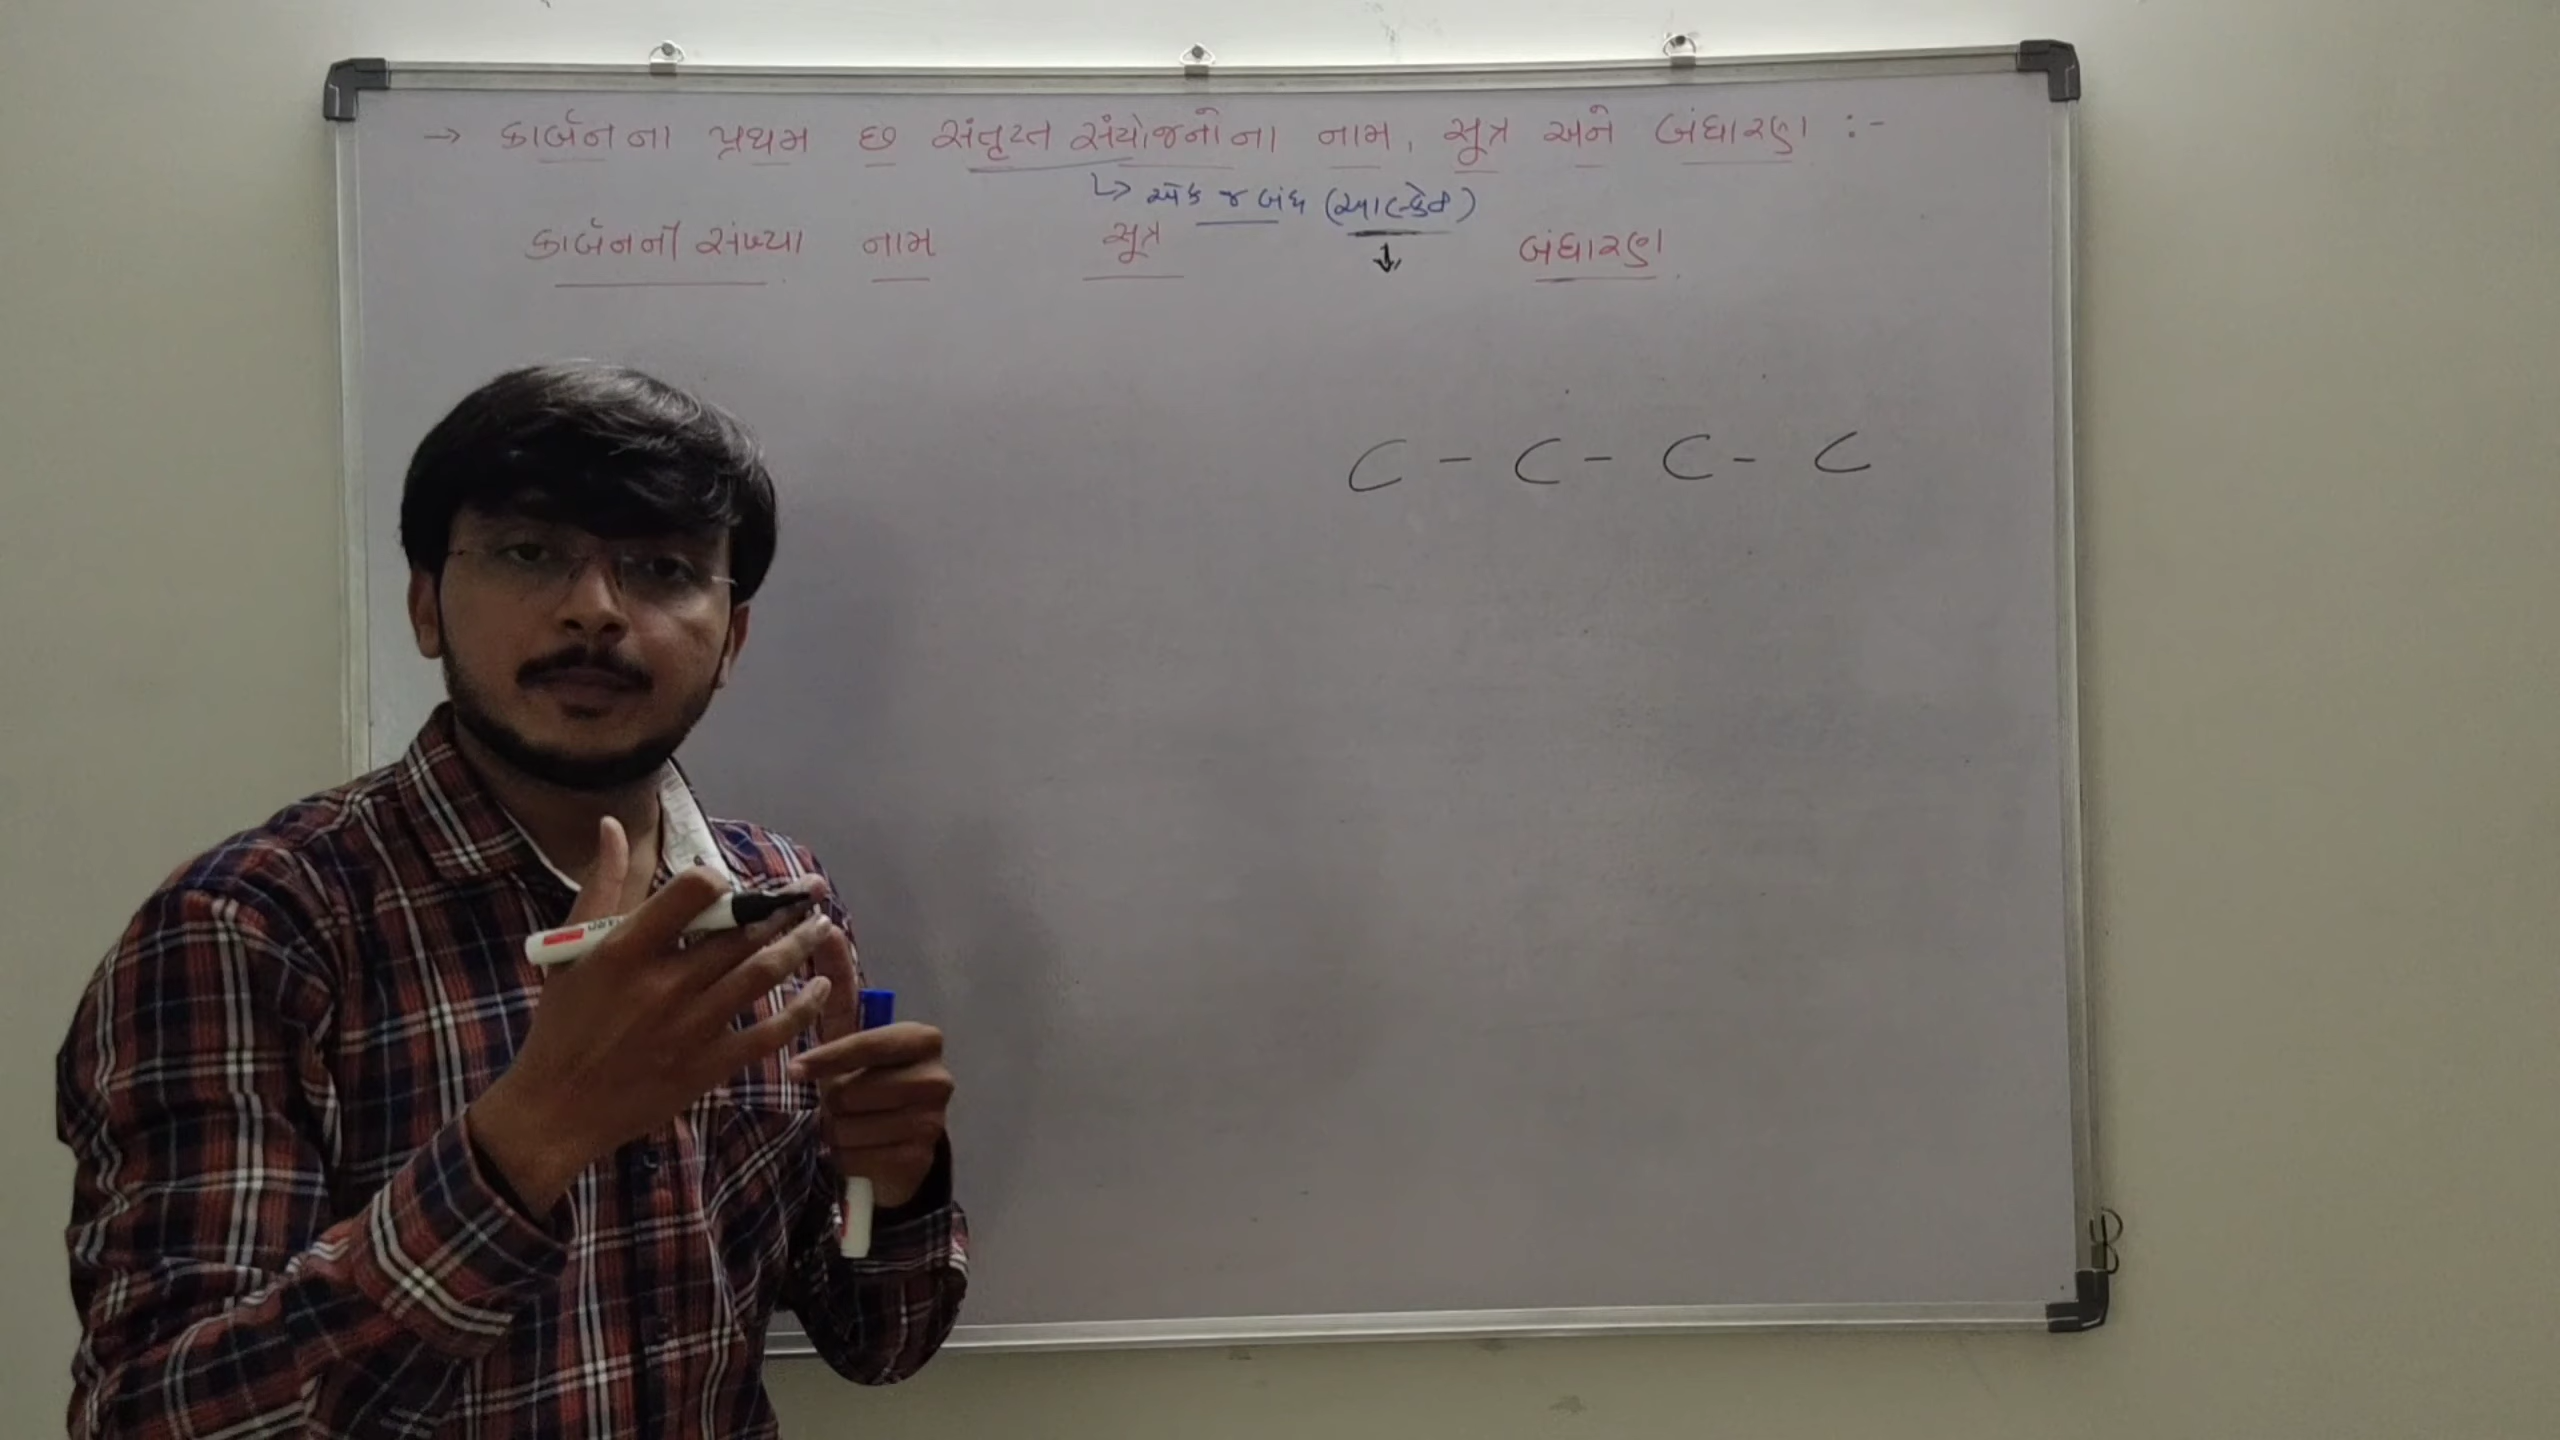 → કાર્બનના પ્રથમ છ સંતૃપ્ત સંયોજનોના નામ, સૂત્ર અને બંધારણ :-
↳ એક જ બંધ (આલ્કેન)
કાર્બનની સંખ્યા નામ સૂત્ર ↓ બંધારણ
C - C - C - C